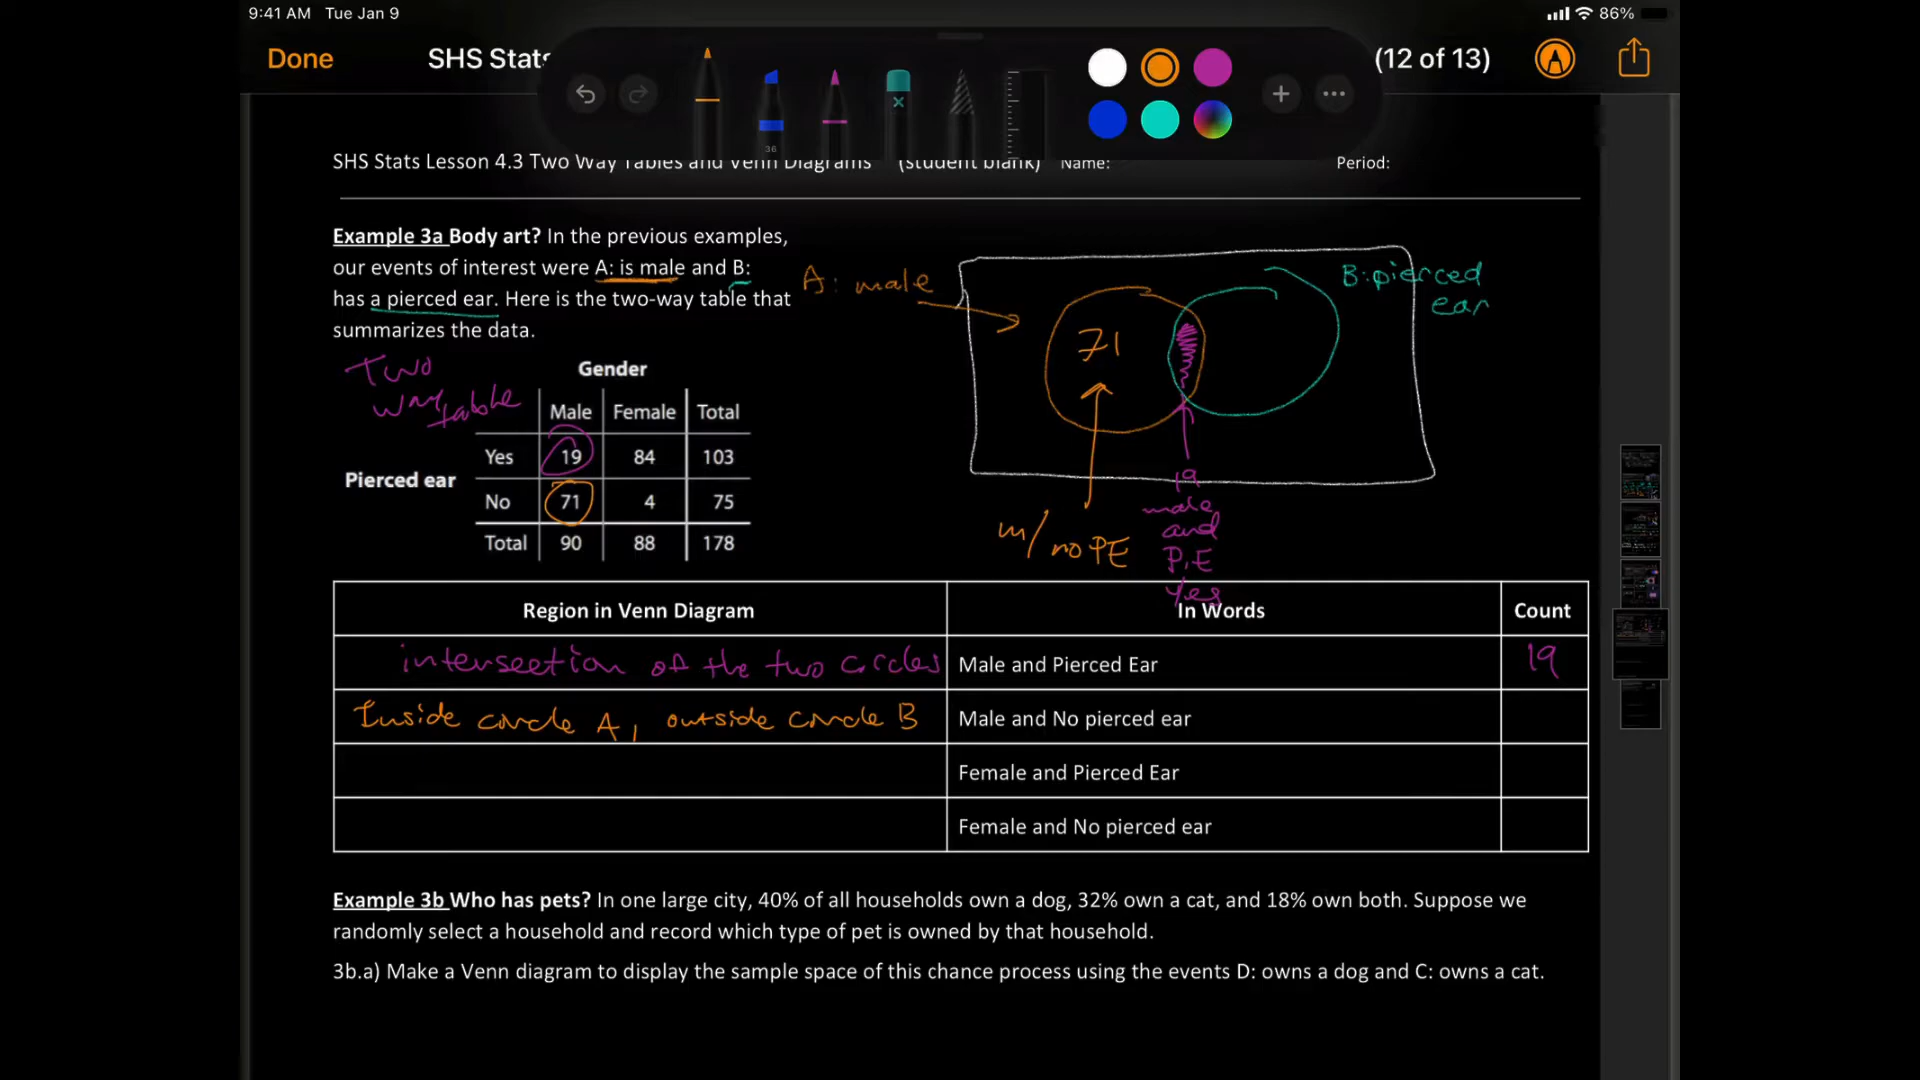 9:41 AM Tue Jan 9
86%
Done
SHS Stats
(12 of 13)
36
SHS Stats Lesson 4.3 Two Way Tables and Venn Diagrams (student blank) Name: Period:
Example 3a Body art? In the previous examples,
our events of interest were A: is male and B:
has a pierced ear. Here is the two-way table that
summarizes the data.
A: male
B: pierced
ear
Two
way table
Gender
Male Female Total
Pierced ear
Yes 19 84 103
No 71 4 75
Total 90 88 178
71
m/ no PE
19
male
and
P.E
Yes
Region in Venn Diagram In Words Count
intersection of the two circles Male and Pierced Ear 19
Inside circle A, outside circle B Male and No pierced ear
Female and Pierced Ear
Female and No pierced ear
Example 3b Who has pets? In one large city, 40% of all households own a dog, 32% own a cat, and 18% own both. Suppose we
randomly select a household and record which type of pet is owned by that household.
3b.a) Make a Venn diagram to display the sample space of this chance process using the events D: owns a dog and C: owns a cat.